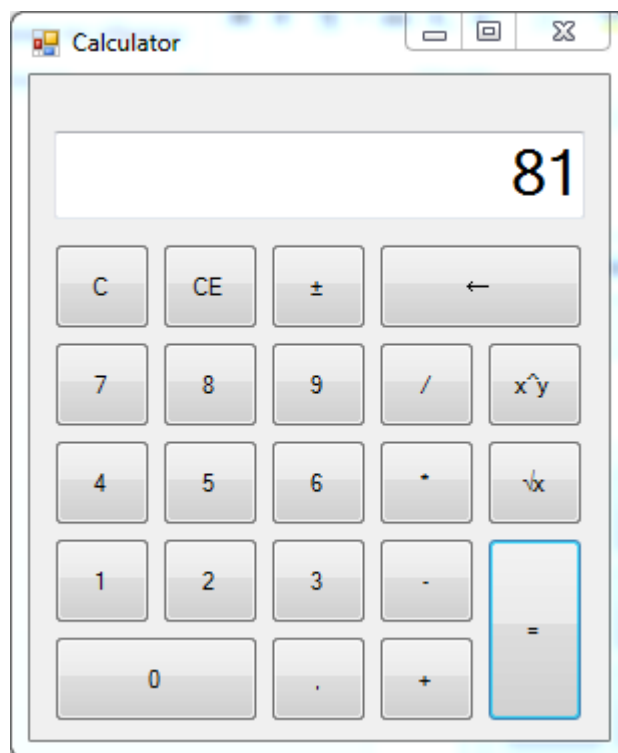 Calculator
81
C CE ± ←
7 8 9 / x^y
4 5 6 * √x
1 2 3 -
=
0 , +